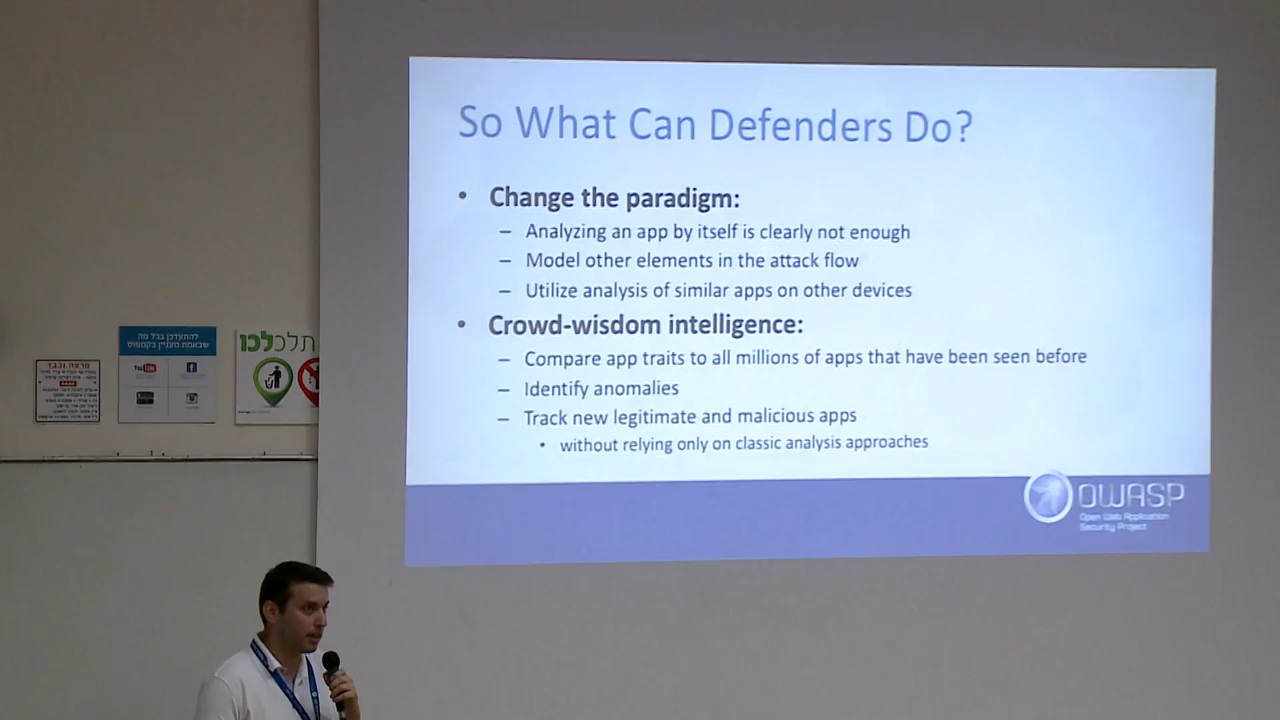 So What Can Defenders Do?
• Change the paradigm:
– Analyzing an app by itself is clearly not enough
– Model other elements in the attack flow
– Utilize analysis of similar apps on other devices
• Crowd-wisdom intelligence:
– Compare app traits to all millions of apps that have been seen before
– Identify anomalies
– Track new legitimate and malicious apps
• without relying only on classic analysis approaches
OWASP
Open Web Application
Security Project
להתעדכן בכל מה
שבאמת מעניין בקמפוס
YouTube
תלכלכו